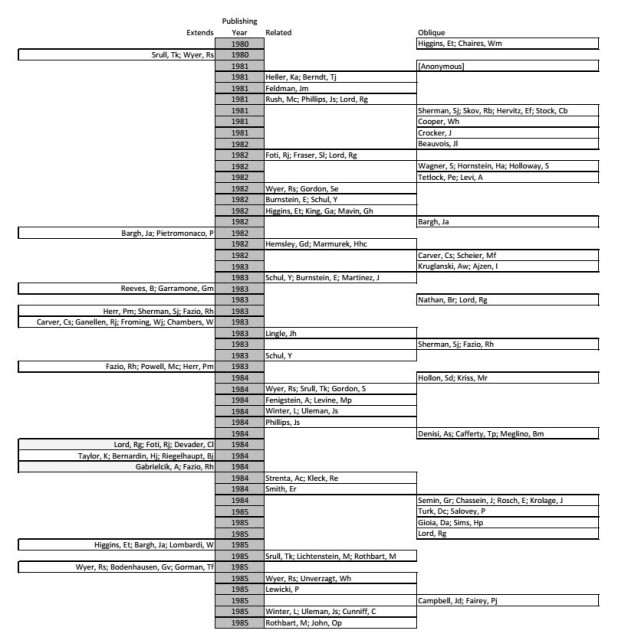 Publishing
Extends Year Related Oblique
1980 Higgins, Et; Chaires, Wm
Srull, Tk; Wyer, Rs 1980
1981 [Anonymous]
1981 Heller, Ka; Berndt, Tj
1981 Feldman, Jm
1981 Rush, Mc; Phillips, Js; Lord, Rg
1981 Sherman, Sj; Skov, Rb; Hervitz, Ef; Stock, Cb
1981 Cooper, Wh
1981 Crocker, J
1982 Beauvois, Jl
1982 Foti, Rj; Fraser, Sl; Lord, Rg
1982 Wagner, S; Hornstein, Ha; Holloway, S
1982 Tetlock, Pe; Levi, A
1982 Wyer, Rs; Gordon, Se
1982 Burnstein, E; Schul, Y
1982 Higgins, Et; King, Ga; Mavin, Gh
1982 Bargh, Ja
Bargh, Ja; Pietromonaco, P 1982
1982 Hemsley, Gd; Marmurek, Hhc
1982 Carver, Cs; Scheier, Mf
1983 Kruglanski, Aw; Ajzen, I
1983 Schul, Y; Burnstein, E; Martinez, J
Reeves, B; Garramone, Gm 1983
1983 Nathan, Br; Lord, Rg
Herr, Pm; Sherman, Sj; Fazio, Rh 1983
Carver, Cs; Ganellen, Rj; Froming, Wj; Chambers, W 1983
1983 Lingle, Jh
1983 Sherman, Sj; Fazio, Rh
1983 Schul, Y
Fazio, Rh; Powell, Mc; Herr, Pm 1983
1984 Hollon, Sd; Kriss, Mr
1984 Wyer, Rs; Srull, Tk; Gordon, S
1984 Fenigstein, A; Levine, Mp
1984 Winter, L; Uleman, Js
1984 Phillips, Js
1984 Denisi, As; Cafferty, Tp; Meglino, Bm
Lord, Rg; Foti, Rj; Devader, Cl 1984
Taylor, K; Bernardin, Hj; Riegelhaupt, Bj 1984
Gabrielcik, A; Fazio, Rh 1984
1984 Strenta, Ac; Kleck, Re
1984 Smith, Er
1984 Semin, Gr; Chassein, J; Rosch, E; Krolage, J
1985 Turk, Dc; Salovey, P
1985 Gioia, Da; Sims, Hp
1985 Lord, Rg
Higgins, Et; Bargh, Ja; Lombardi, W 1985
1985 Srull, Tk; Lichtenstein, M; Rothbart, M
Wyer, Rs; Bodenhausen, Gv; Gorman, Tf 1985
1985 Wyer, Rs; Unverzagt, Wh
1985 Lewicki, P
1985 Campbell, Jd; Fairey, Pj
1985 Winter, L; Uleman, Js; Cunniff, C
1985 Rothbart, M; John, Op